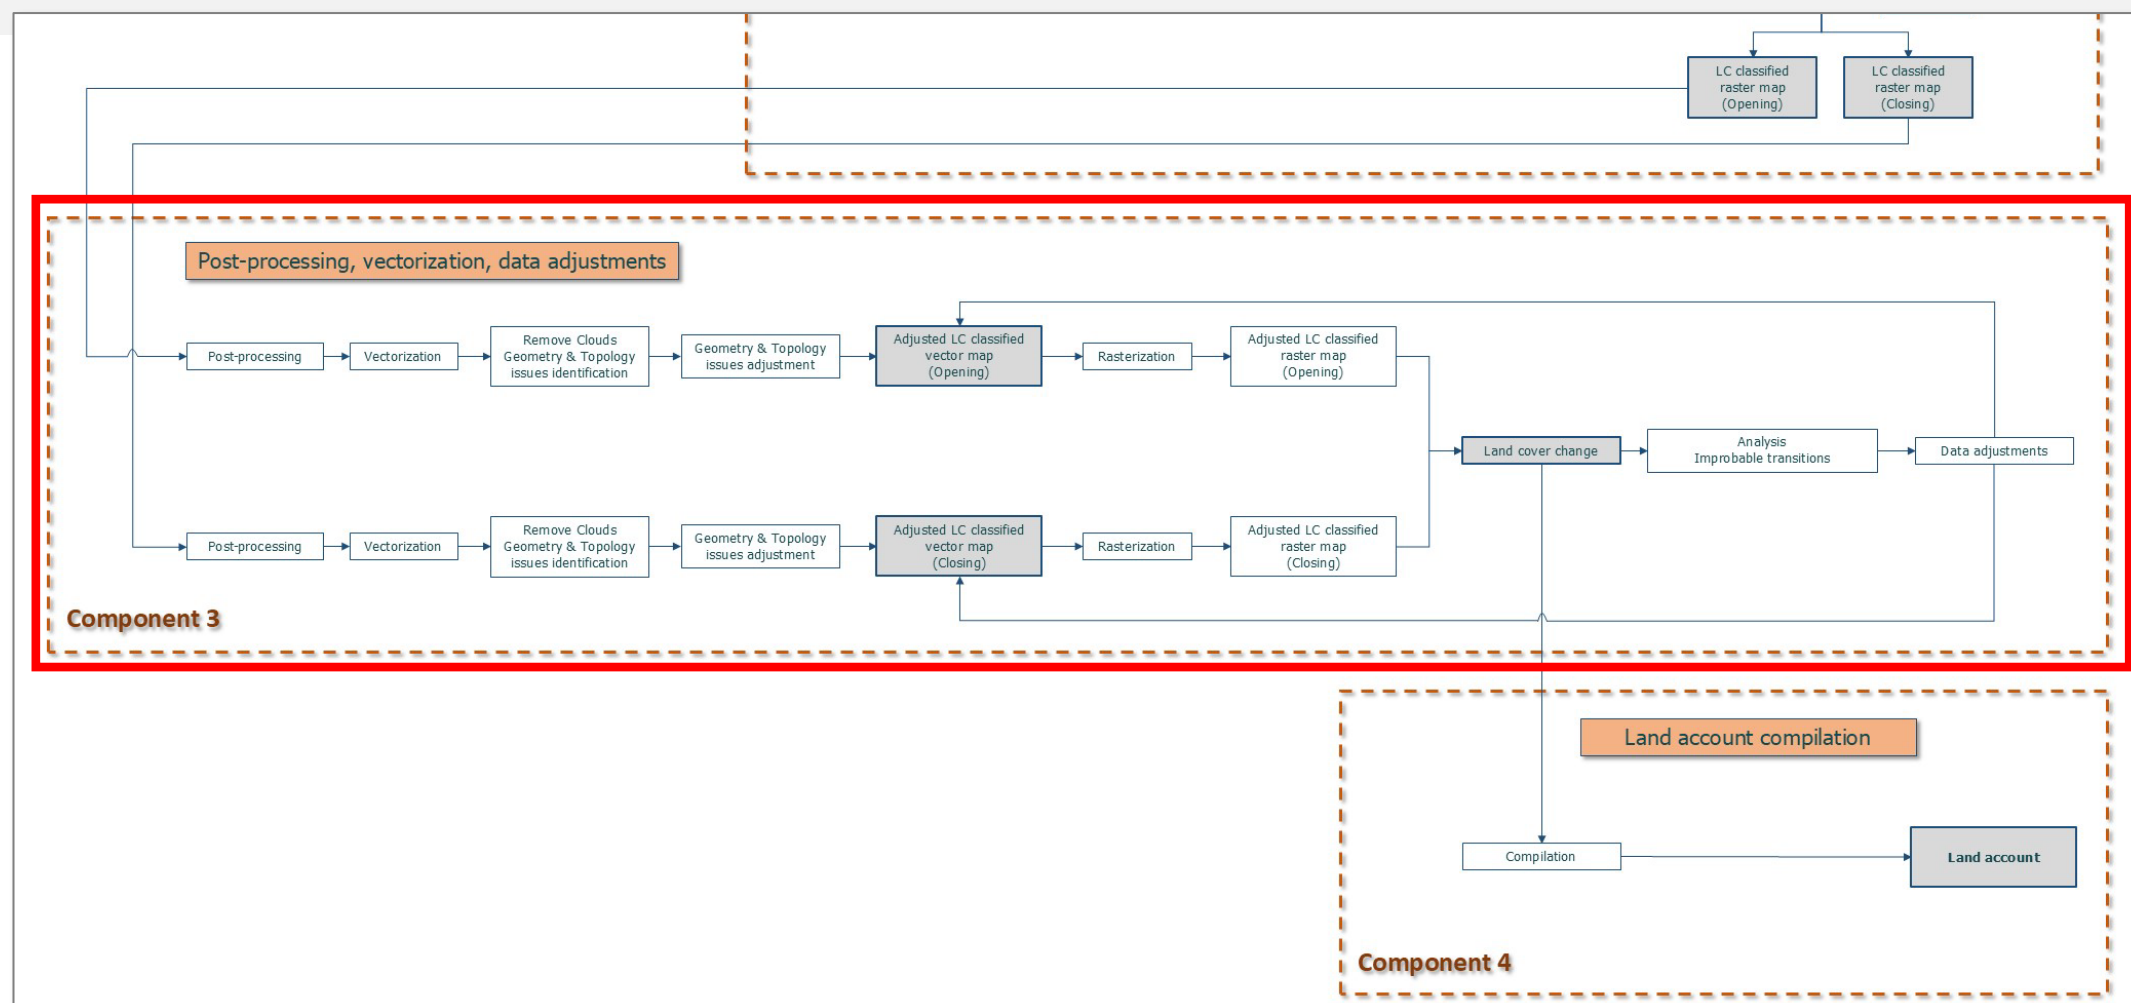 LC classified
raster map
(Opening)
LC classified
raster map
(Closing)
Post-processing, vectorization, data adjustments
Post-processing
Vectorization
Remove Clouds
Geometry & Topology
issues identification
Geometry & Topology
issues adjustment
Adjusted LC classified
vector map
(Opening)
Rasterization
Adjusted LC classified
raster map
(Opening)
Land cover change
Analysis
Improbable transitions
Data adjustments
Post-processing
Vectorization
Remove Clouds
Geometry & Topology
issues identification
Geometry & Topology
issues adjustment
Adjusted LC classified
vector map
(Closing)
Rasterization
Adjusted LC classified
raster map
(Closing)
Component 3
Land account compilation
Compilation
Land account
Component 4